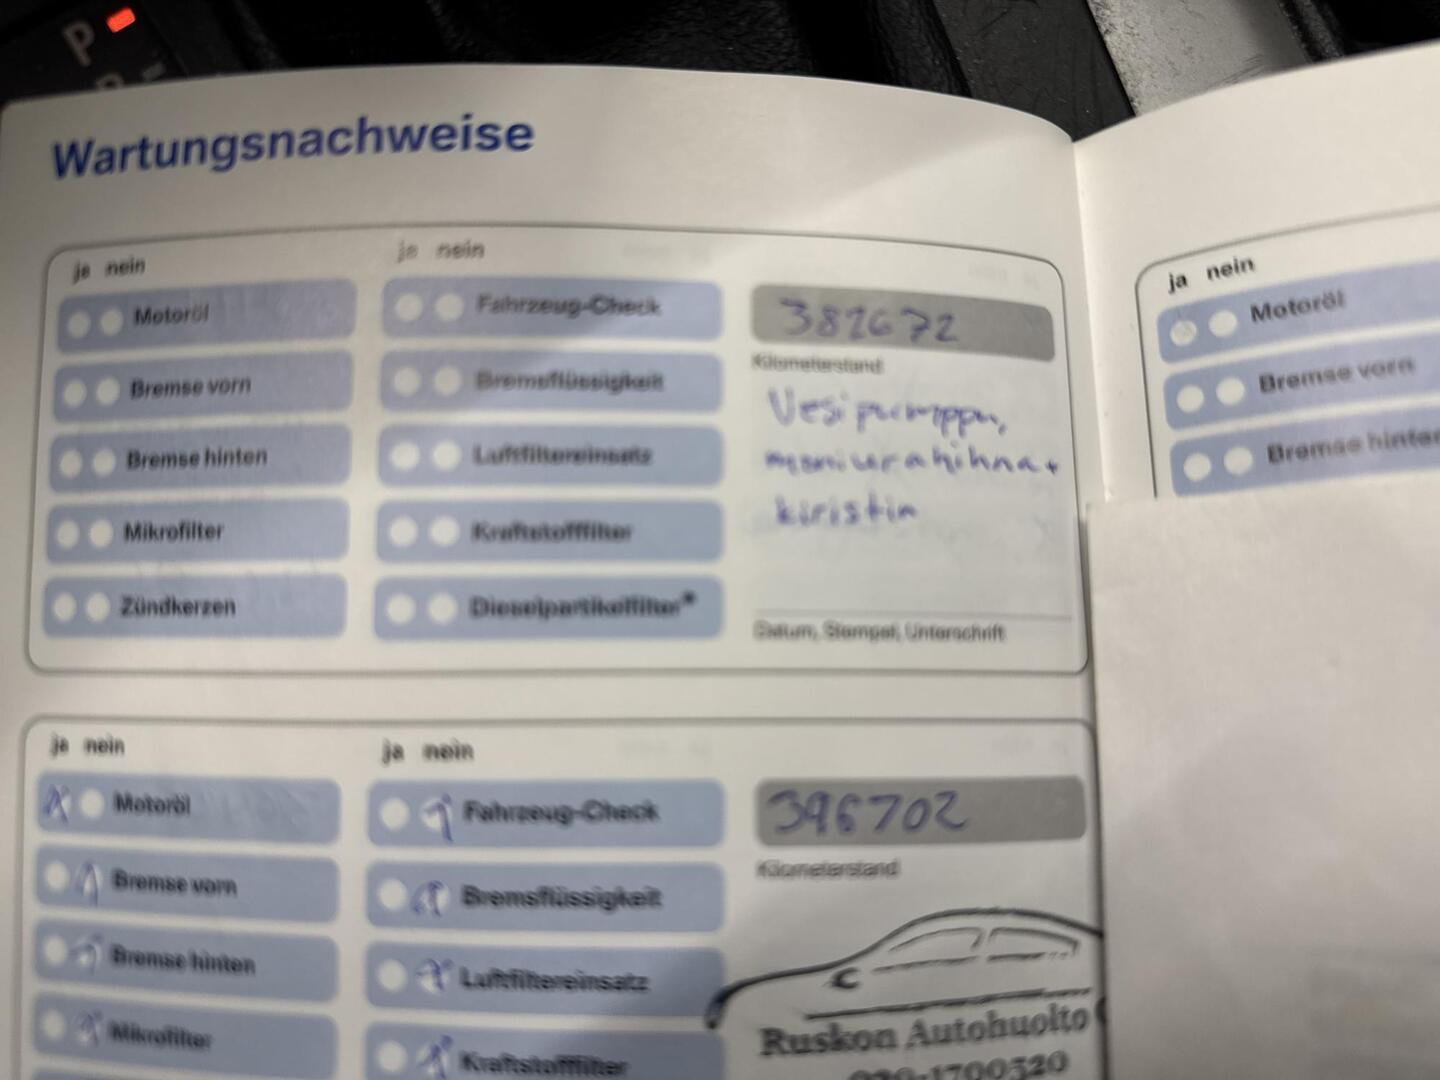 P
Wartungsnachweise
ja nein
Motoröl
Bremse vorn
Bremse hinten
Mikrofilter
Zündkerzen
ja nein
Fahrzeug-Check
Bremsflüssigkeit
Luftfiltereinsatz
Kraftstofffilter
Dieselpartikelfilter*
381672
Kilometerstand
Vesipumppu,
moniurahihna +
kiristin
Datum, Stempel, Unterschrift
ja nein
Motoröl
Bremse vorn
Bremse hinten
Mikrofilter
ja nein
Fahrzeug-Check
Bremsflüssigkeit
Luftfiltereinsatz
Kraftstofffilter
396702
Kilometerstand
Ruskon Autohuolto
ja nein
Motoröl
Bremse vorn
Bremse hinten